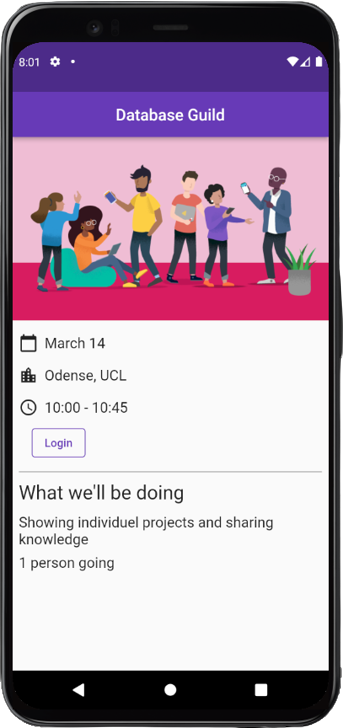 8:01
Database Guild
March 14
Odense, UCL
10:00 - 10:45
Login
What we'll be doing
Showing individuel projects and sharing
knowledge
1 person going